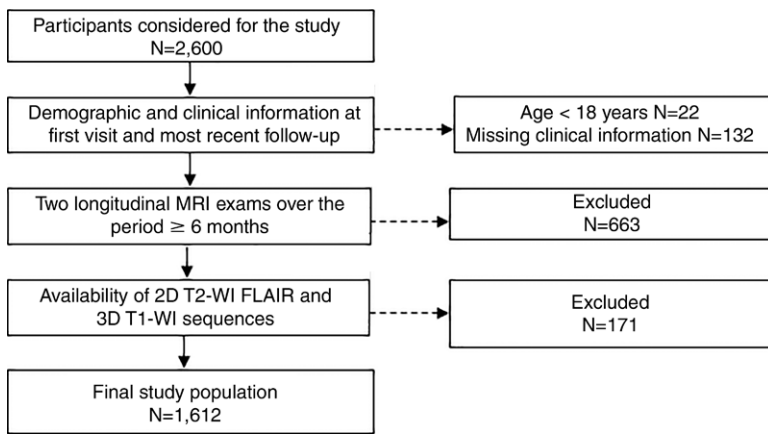 Participants considered for the study
N=2,600
Demographic and clinical information at
first visit and most recent follow-up
Age < 18 years N=22
Missing clinical information N=132
Two longitudinal MRI exams over the
period ≥ 6 months
Excluded
N=663
Availability of 2D T2-WI FLAIR and
3D T1-WI sequences
Excluded
N=171
Final study population
N=1,612